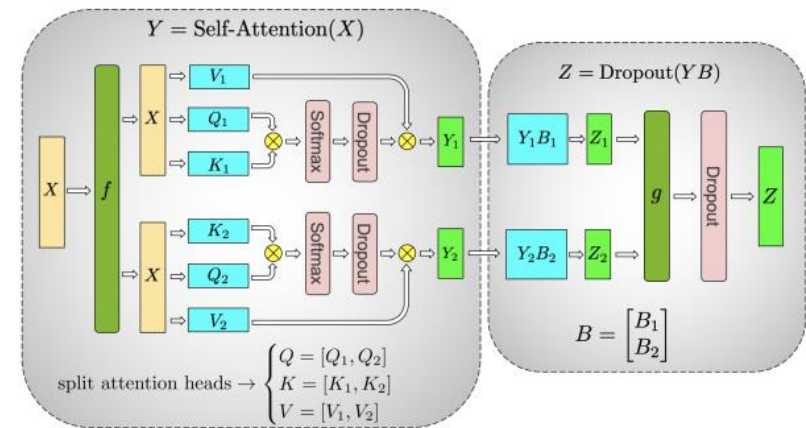 Y = Self-Attention(X)
X
f
X
V₁
Q₁
K₁
Softmax
Dropout
Y₁
X
K₂
Q₂
V₂
Softmax
Dropout
Y₂
split attention heads → { Q = [Q₁, Q₂]
K = [K₁, K₂]
V = [V₁, V₂]
Z = Dropout(YB)
Y₁B₁
Z₁
Y₂B₂
Z₂
g
Dropout
Z
B = [B₁
B₂]